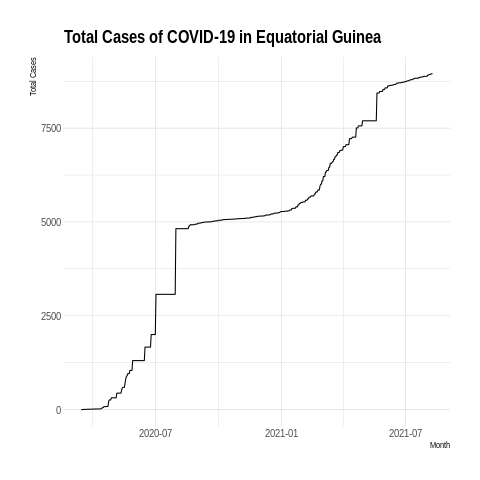 Total Cases of COVID-19 in Equatorial Guinea
Total Cases
7500
5000
2500
0
2020-07 2021-01 2021-07
Month